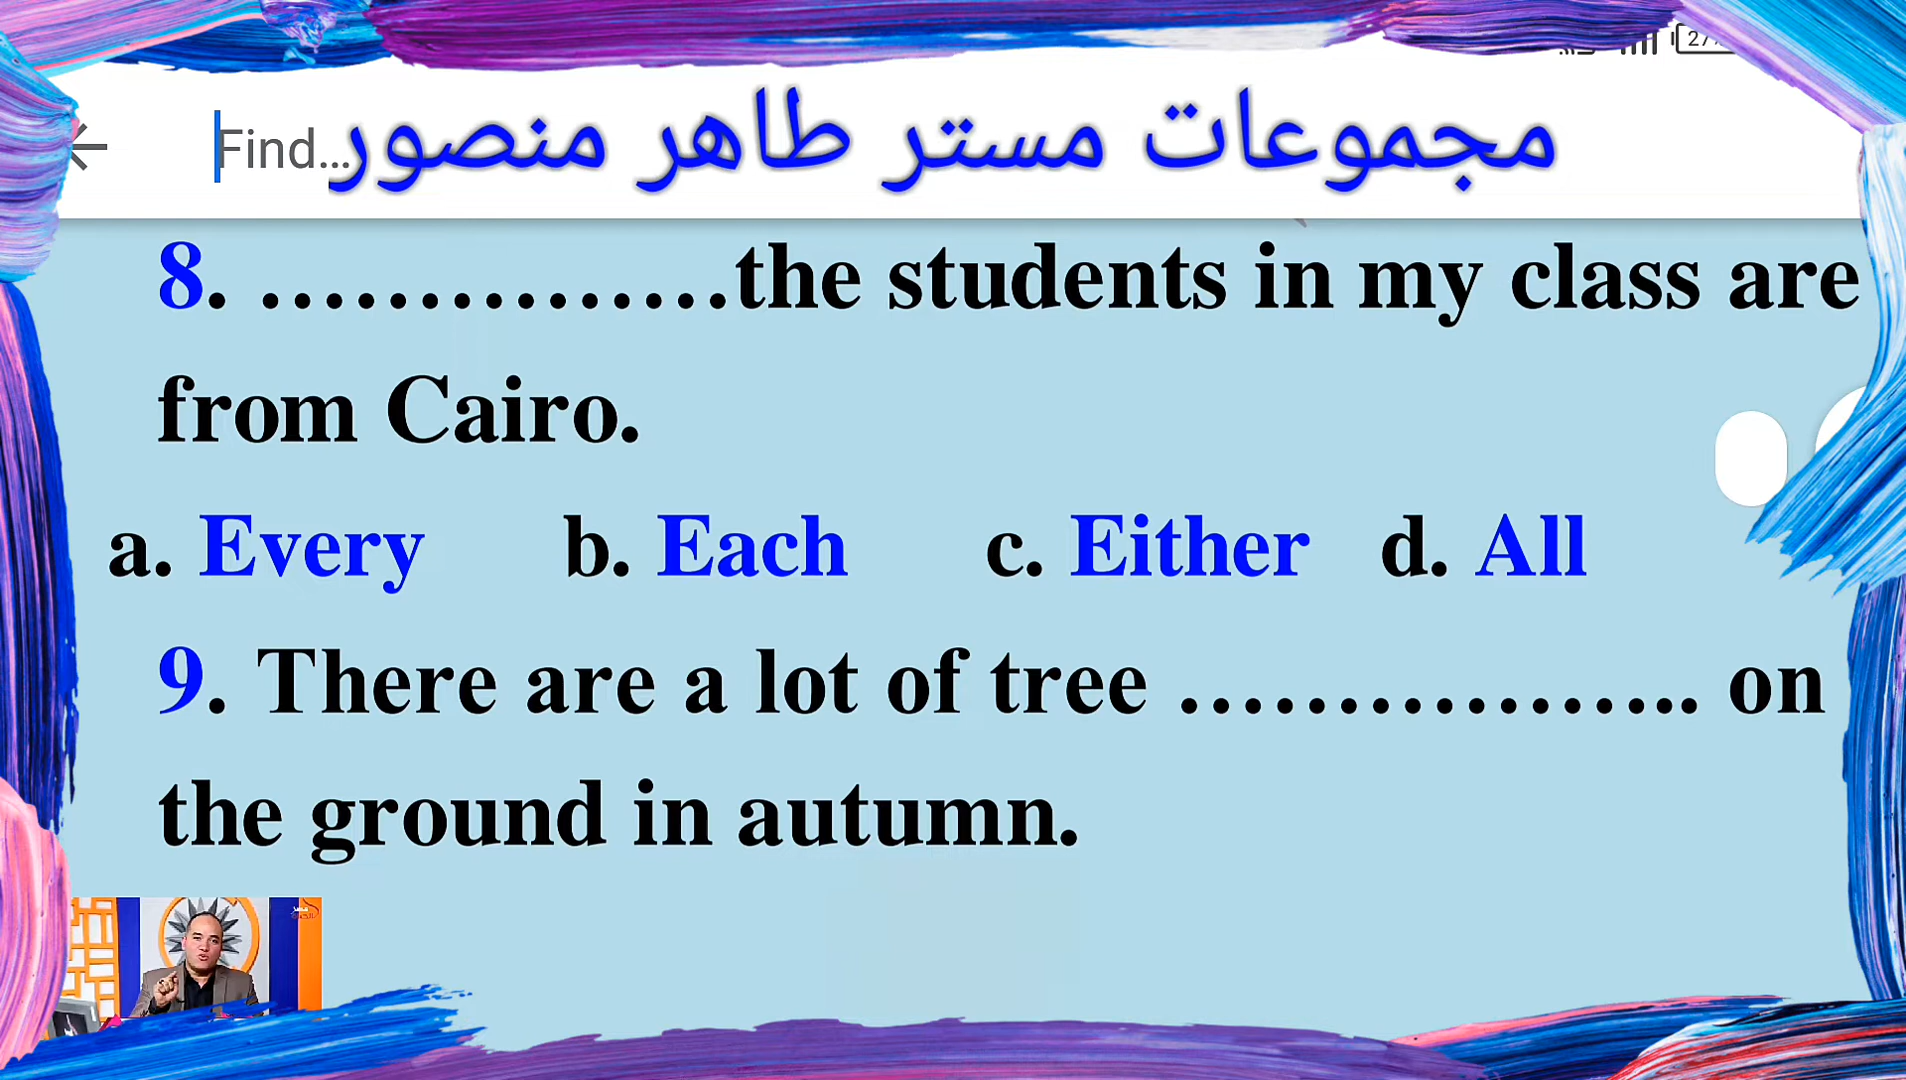 Find...
مجموعات مستر طاهر منصور
8. ...............the students in my class are
from Cairo.
a. Every b. Each c. Either d. All
9. There are a lot of tree ................. on
the ground in autumn.